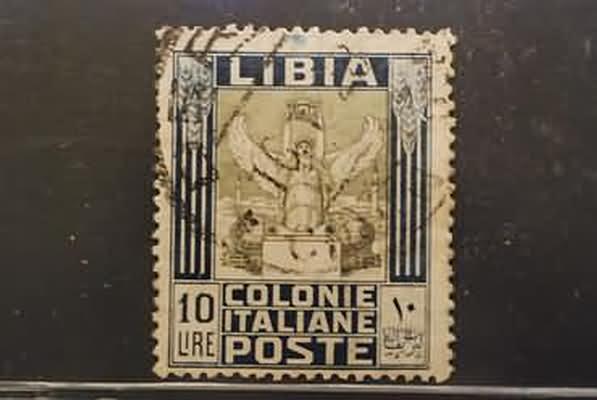 LIBIA
10
LIRE
COLONIE
ITALIANE
POSTE
١٠